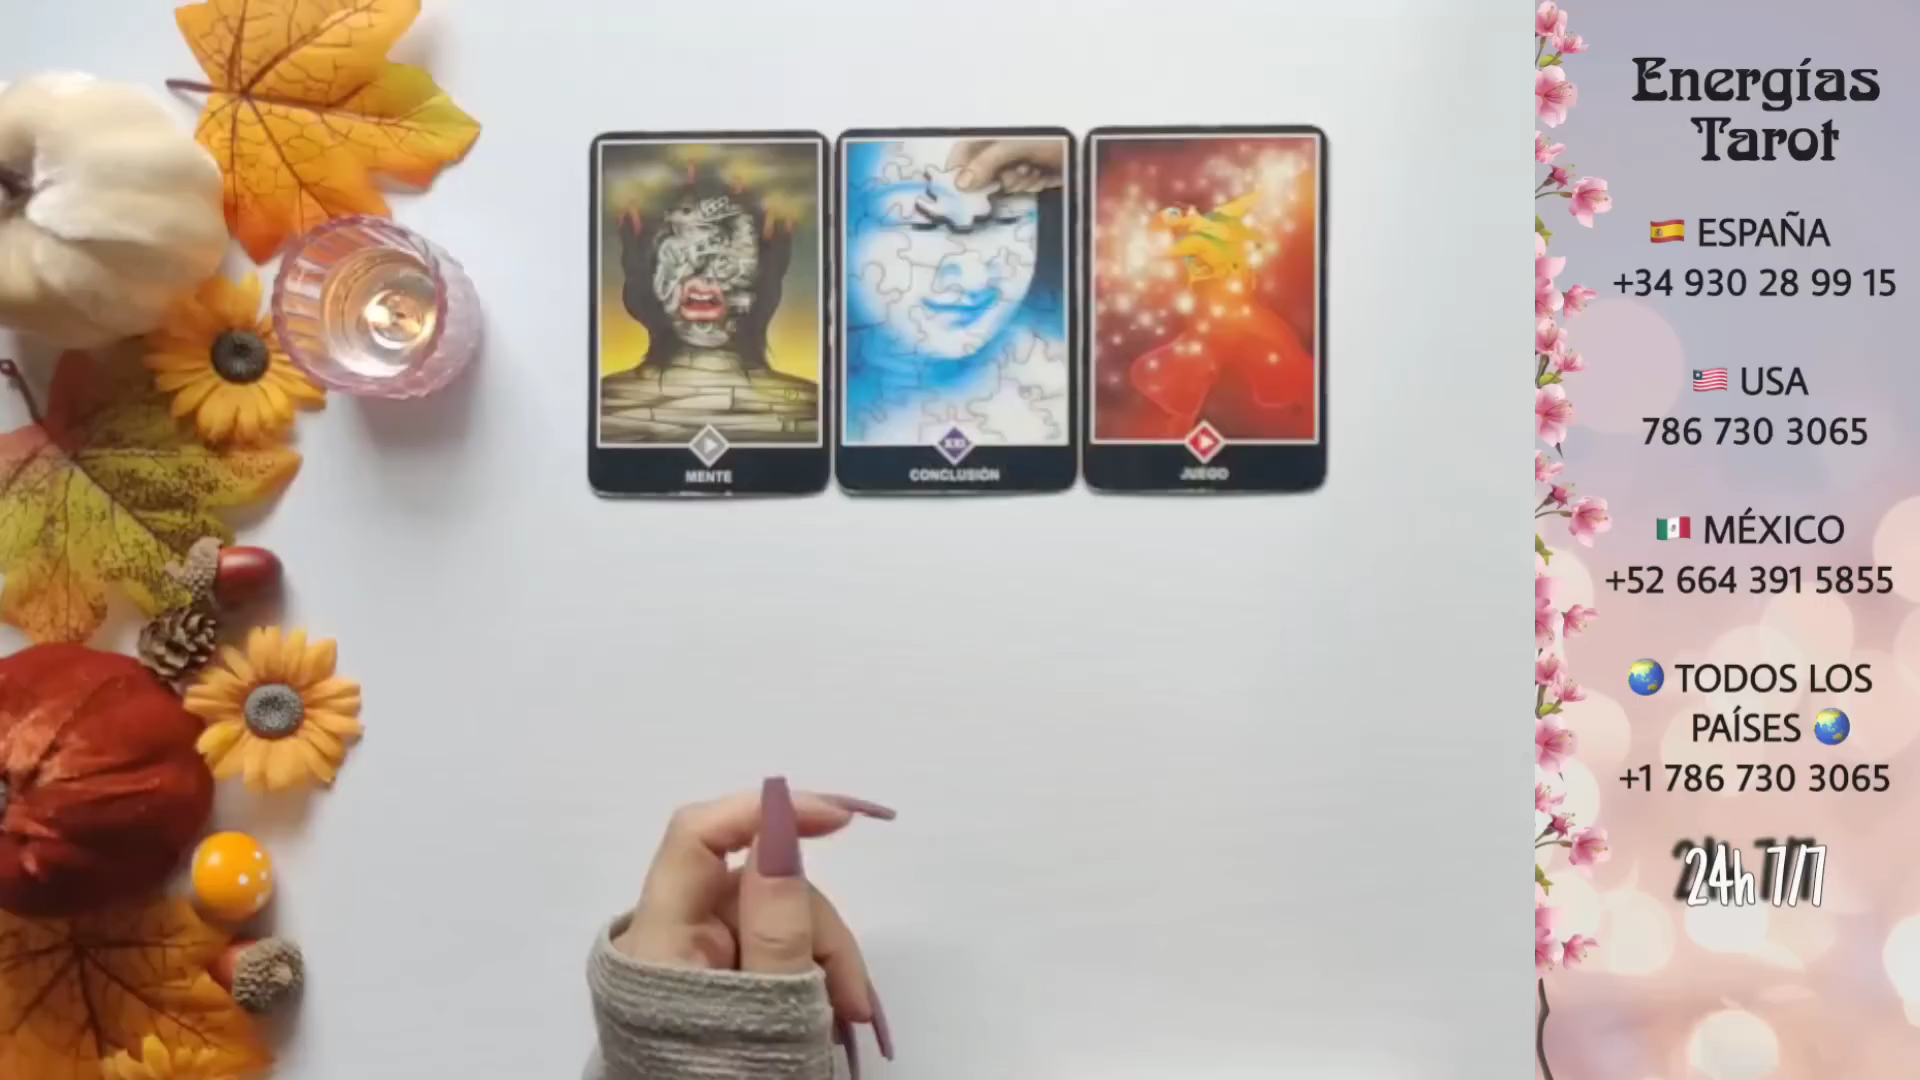 MENTE
XXI
CONCLUSIÓN
JUEGO
Energías
Tarot
🇪🇸 ESPAÑA
+34 930 28 99 15
🇱🇷 USA
786 730 3065
🇲🇽 MÉXICO
+52 664 391 5855
🌏 TODOS LOS
PAÍSES 🌏
+1 786 730 3065
24h 7/7